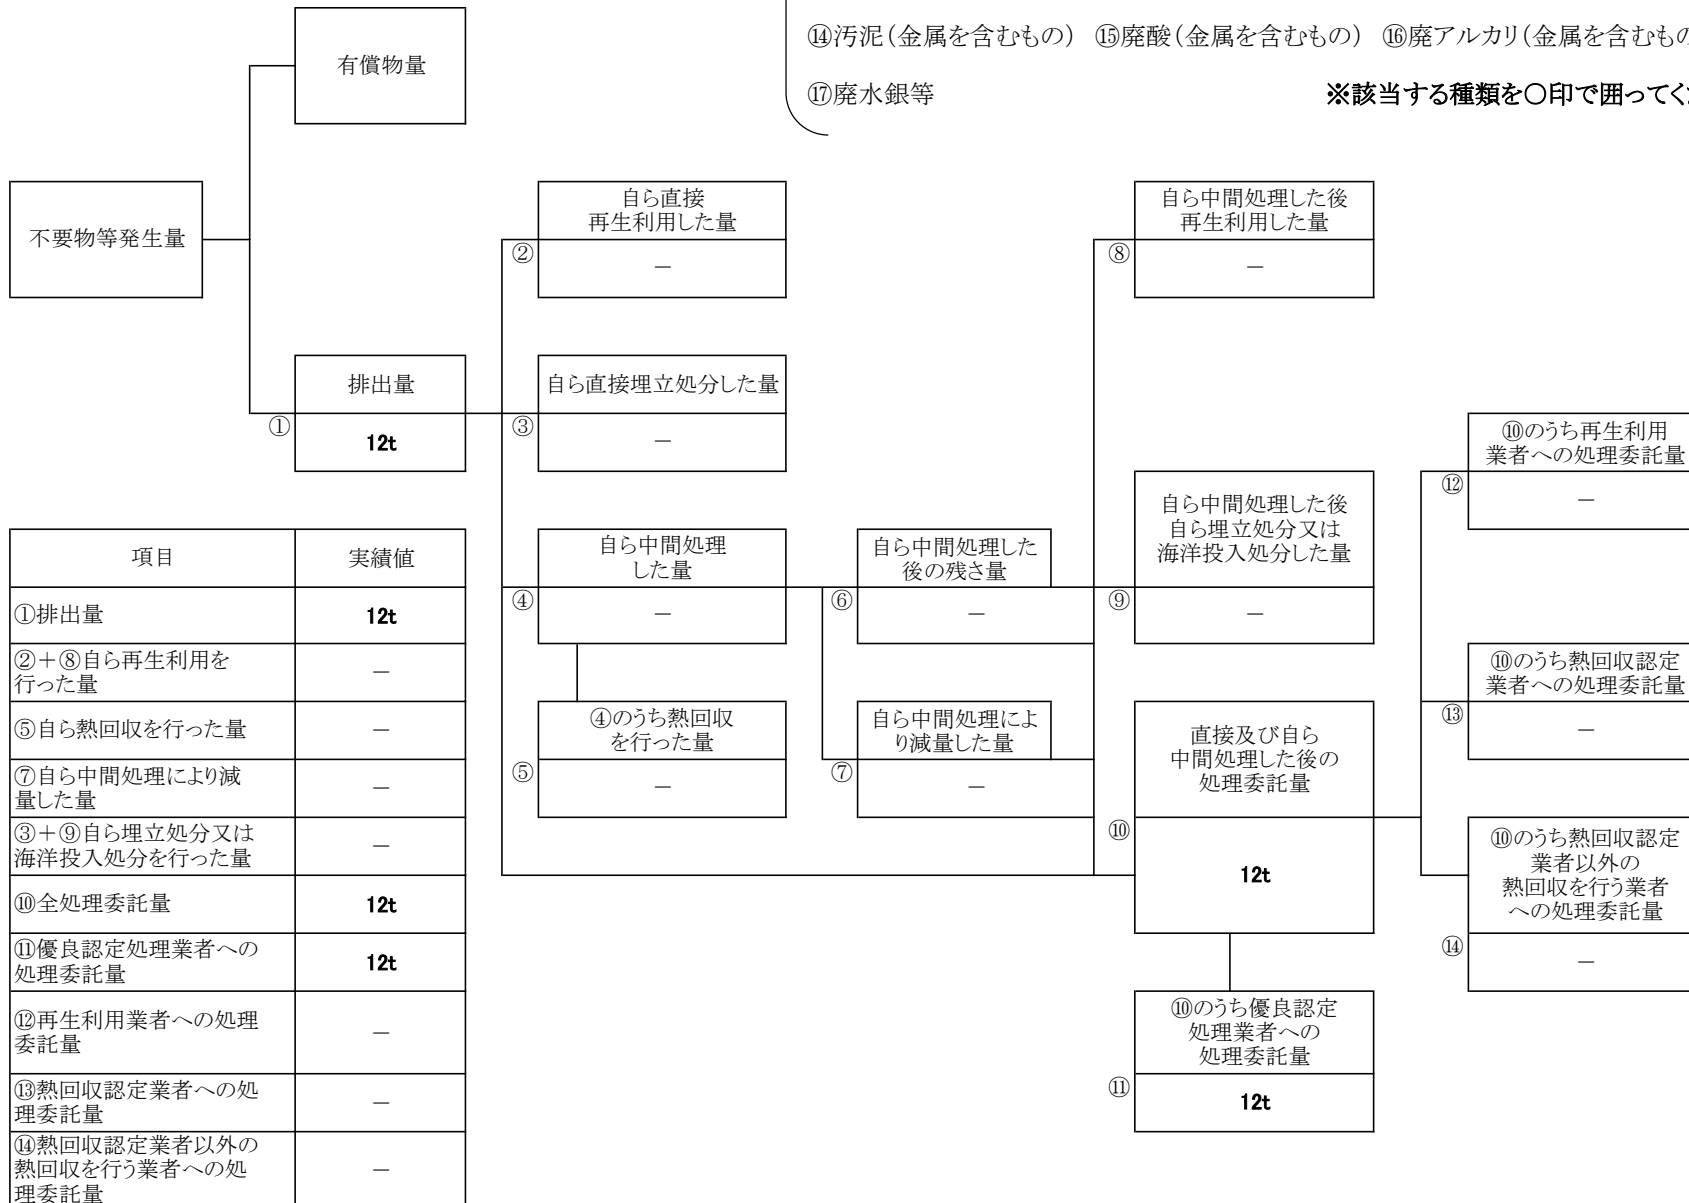 ⑭汚泥(金属を含むもの) ⑮廃酸(金属を含むもの) ⑯廃アルカリ(金属を含むもの
⑰廃水銀等 ※該当する種類を○印で囲ってく
有償物量
不要物等発生量
自ら直接
再生利用した量
②
－
自ら中間処理した後
再生利用した量
⑧
－
排出量
①
12t
自ら直接埋立処分した量
③
－
⑩のうち再生利用
業者への処理委託量
⑫
－
自ら中間処理
した量
④
－
自ら中間処理した
後の残さ量
⑥
－
自ら中間処理した後
自ら埋立処分又は
海洋投入処分した量
⑨
－
④のうち熱回収
を行った量
⑤
－
自ら中間処理によ
り減量した量
⑦
－
直接及び自ら
中間処理した後の
処理委託量
⑩
12t
⑩のうち熱回収認定
業者への処理委託量
⑬
－
⑩のうち熱回収認定
業者以外の
熱回収を行う業者
への処理委託量
⑭
－
⑩のうち優良認定
処理業者への
処理委託量
⑪
12t
項目 実績値
①排出量 12t
②＋⑧自ら再生利用を
行った量 －
⑤自ら熱回収を行った量 －
⑦自ら中間処理により減
量した量 －
③＋⑨自ら埋立処分又は
海洋投入処分を行った量 －
⑩全処理委託量 12t
⑪優良認定処理業者への
処理委託量 12t
⑫再生利用業者への処理
委託量 －
⑬熱回収認定業者への処
理委託量 －
⑭熱回収認定業者以外の
熱回収を行う業者への処
理委託量 －